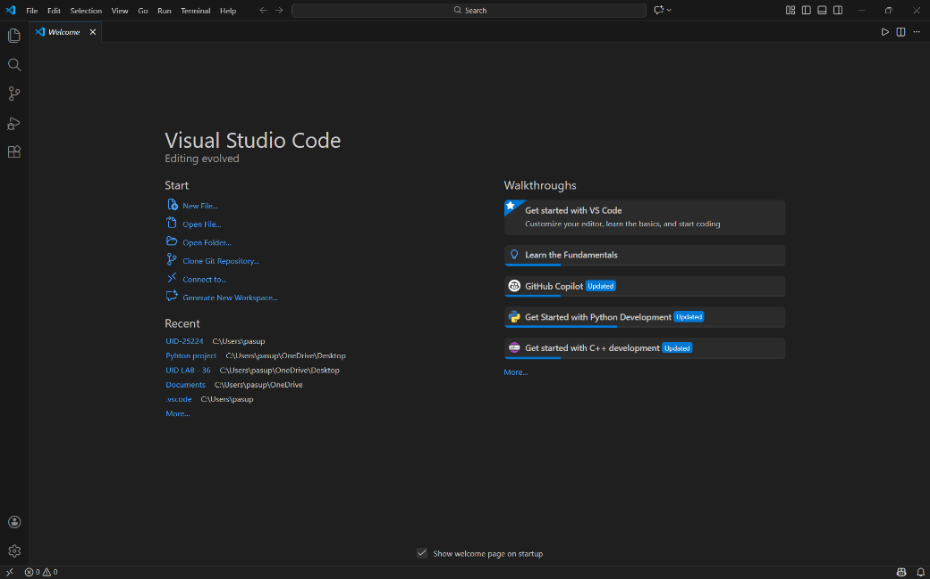 File Edit Selection View Go Run Terminal Help
Search
Welcome
Visual Studio Code
Editing evolved
Start
New File...
Open File...
Open Folder...
Clone Git Repository...
Connect to...
Generate New Workspace...
Recent
UID-25224 C:\Users\pasup
Pyhton project C:\Users\pasup\OneDrive\Desktop
UID LAB - 36 C:\Users\pasup\OneDrive\Desktop
Documents C:\Users\pasup\OneDrive
.vscode C:\Users\pasup
More...
Walkthroughs
Get started with VS Code
Customize your editor, learn the basics, and start coding
Learn the Fundamentals
GitHub Copilot Updated
Get Started with Python Development Updated
Get started with C++ development Updated
More...
Show welcome page on startup
0 0